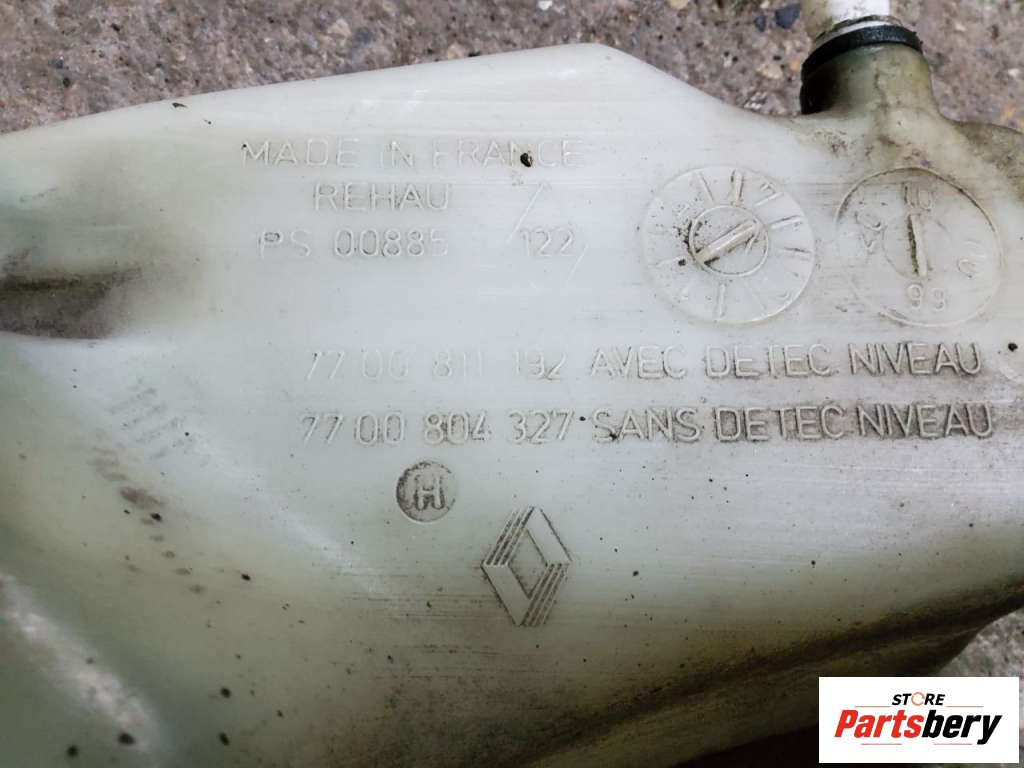 MADE IN FRANCE
REHAU
PS 00885 /122/
77 00 811 192 AVEC DETEC NIVEAU
77 00 804 327 SANS DETEC NIVEAU
H
STORE
Partsbery